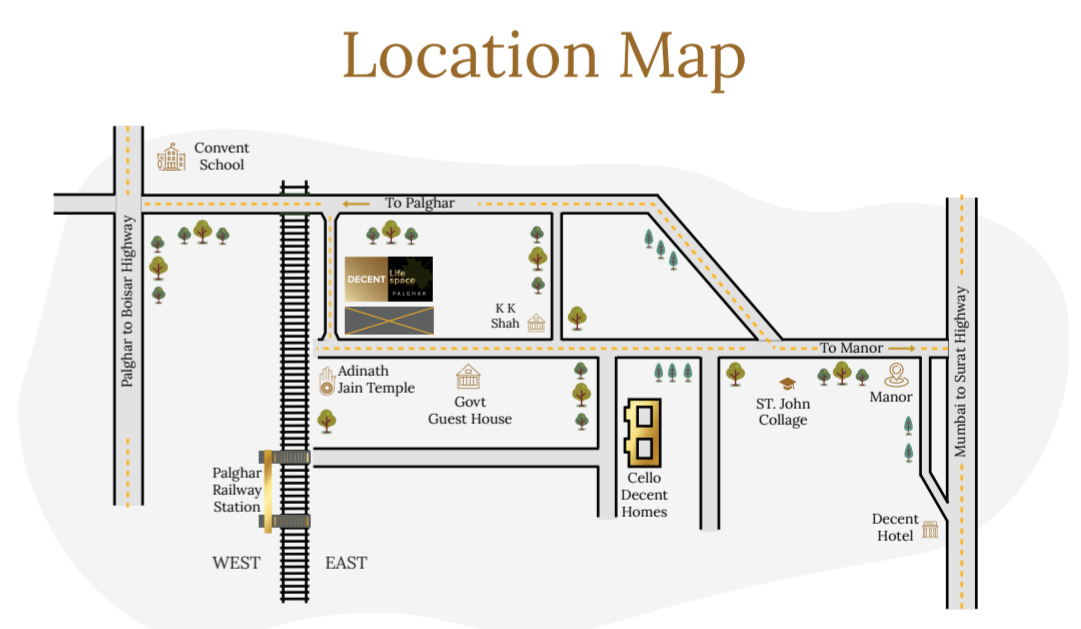 Location Map
Convent
School
To Palghar
Palghar to Boisar Highway
DECENT
Life
space
PALGHAR
K K
Shah
To Manor
Mumbai to Surat Highway
Adinath
Jain Temple
Govt
Guest House
ST. John
Collage
Manor
Palghar
Railway
Station
Cello
Decent
Homes
Decent
Hotel
WEST
EAST